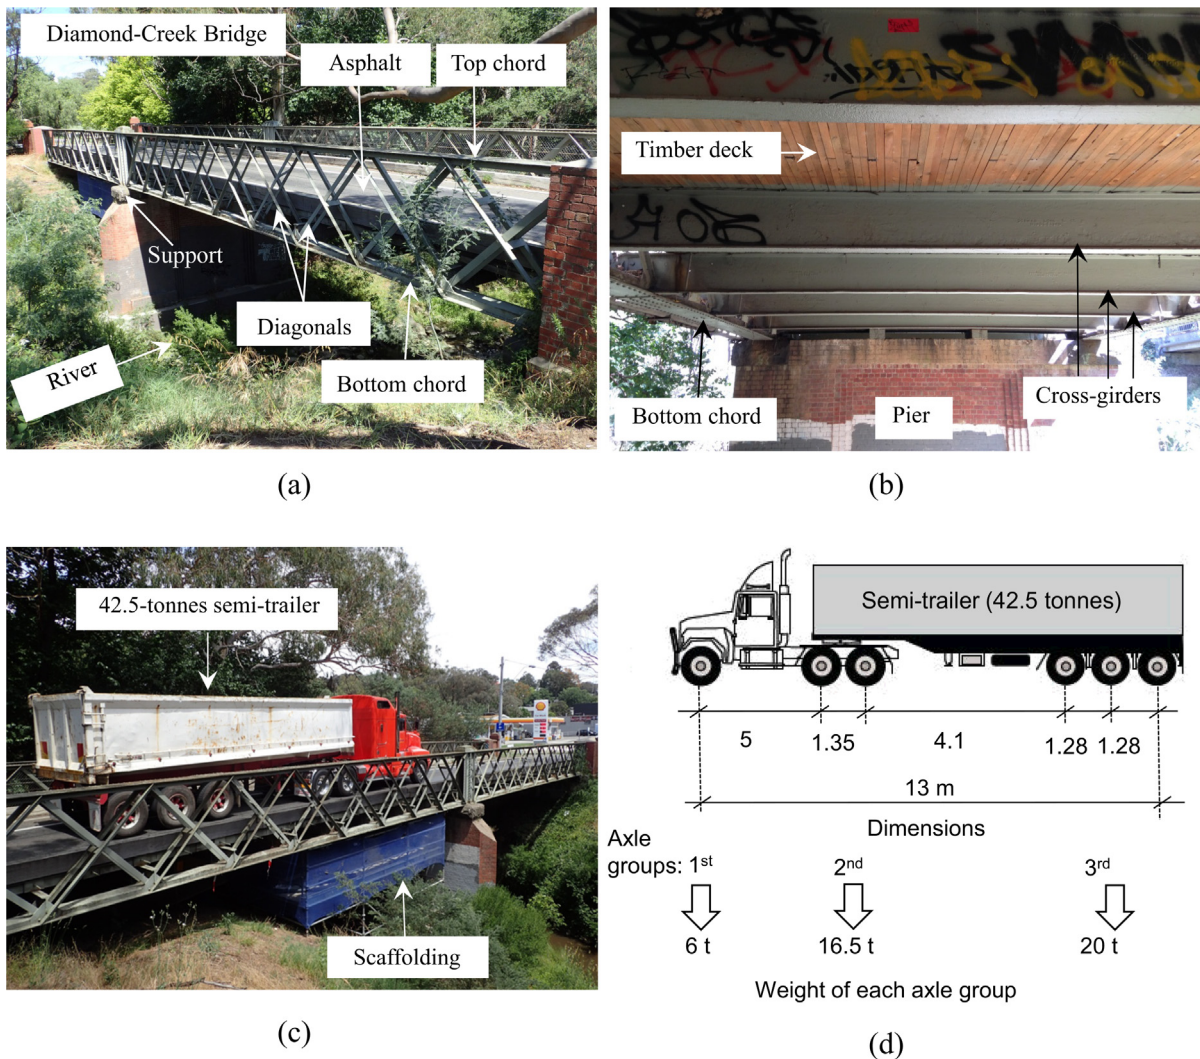 Diamond-Creek Bridge
Asphalt
Top chord
Support
Diagonals
River
Bottom chord
(a)
Timber deck
Bottom chord
Pier
Cross-girders
(b)
42.5-tonnes semi-trailer
Scaffolding
(c)
Semi-trailer (42.5 tonnes)
5
1.35
4.1
1.28
1.28
13 m
Dimensions
Axle
groups: 1st
2nd
3rd
6 t
16.5 t
20 t
Weight of each axle group
(d)